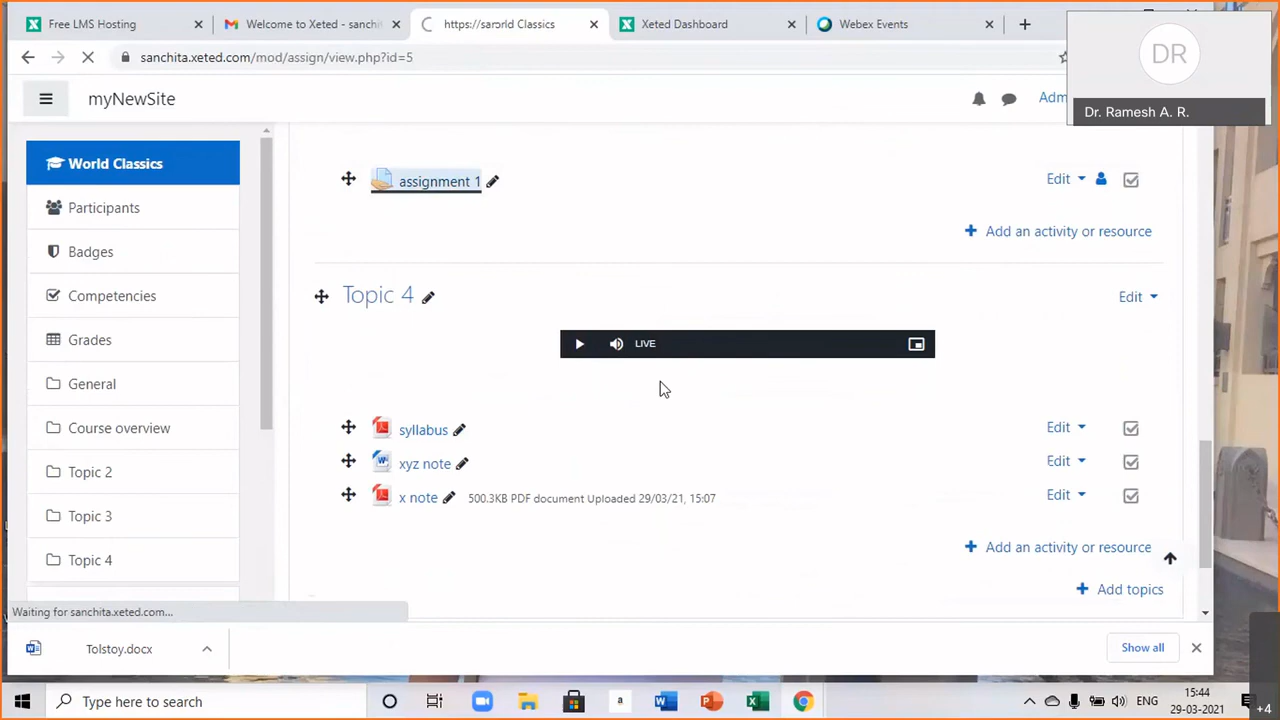 Free LMS Hosting
Welcome to Xeted - sanchit
https://sarorld Classics
Xeted Dashboard
Webex Events
sanchita.xeted.com/mod/assign/view.php?id=5
DR
Dr. Ramesh A. R.
myNewSite
Adm
World Classics
Participants
Badges
Competencies
Grades
General
Course overview
Topic 2
Topic 3
Topic 4
assignment 1
Edit
Add an activity or resource
Topic 4
Edit
LIVE
syllabus
Edit
xyz note
Edit
x note
500.3KB PDF document Uploaded 29/03/21, 15:07
Edit
Add an activity or resource
Add topics
Waiting for sanchita.xeted.com...
Tolstoy.docx
Show all
Type here to search
a
ENG
15:44
29-03-2021
+4